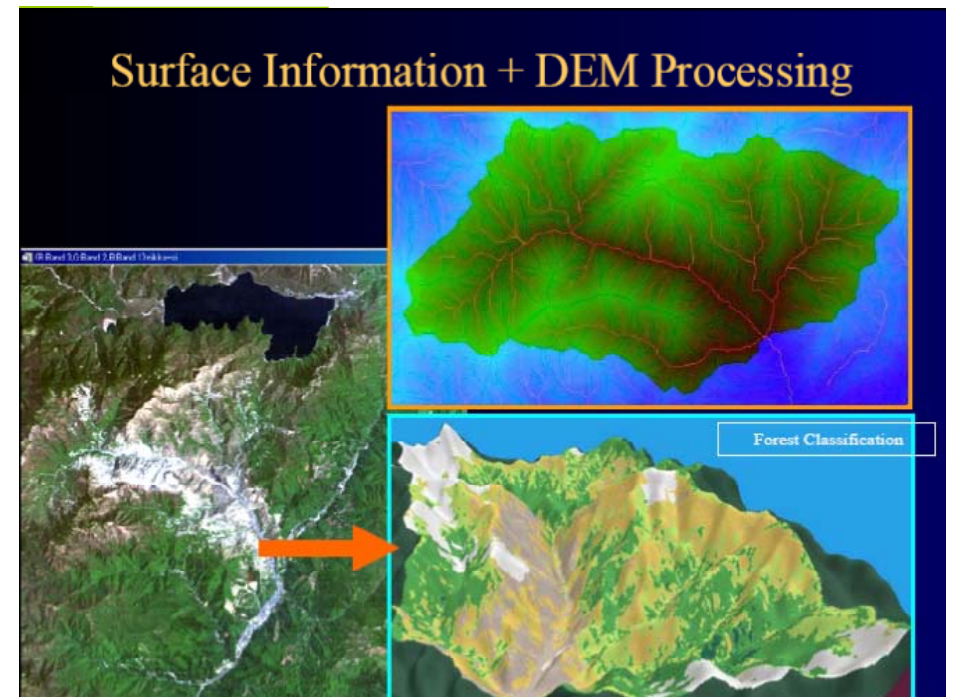 Surface Information + DEM Processing
Forest Classification